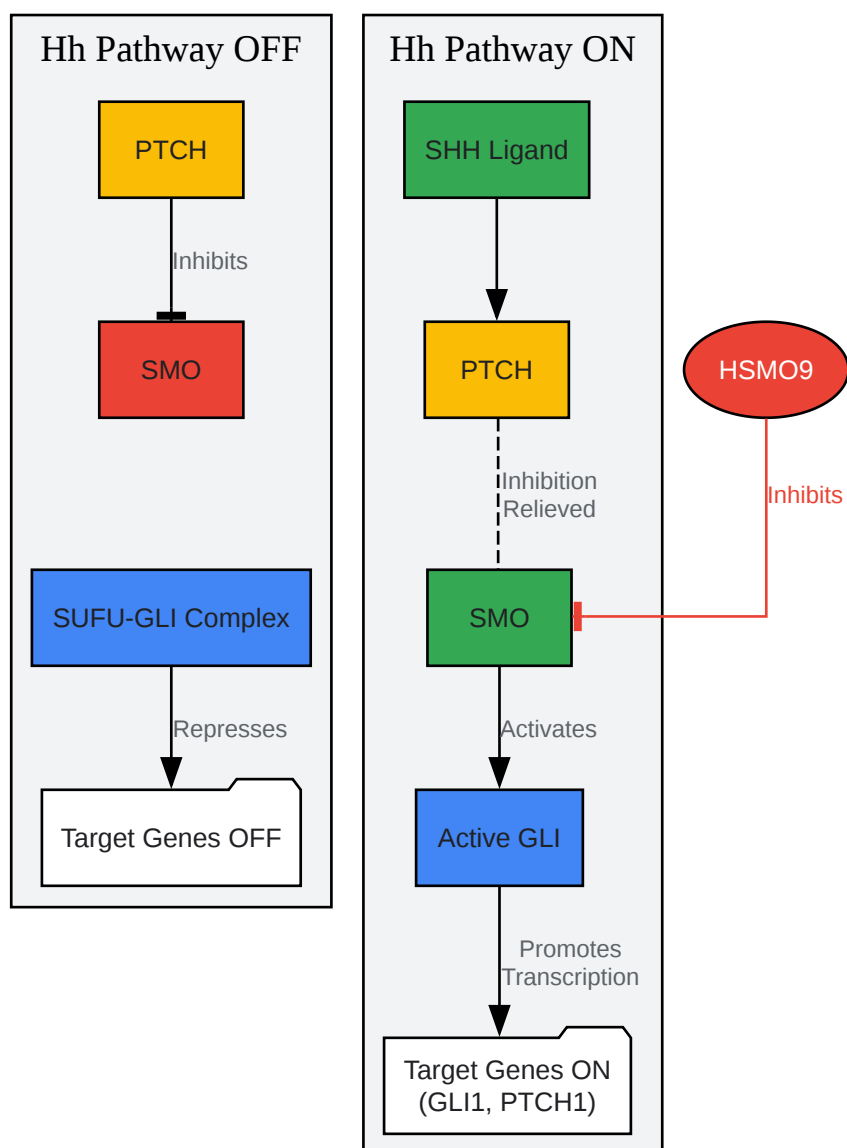 Hh Pathway OFF
PTCH
Inhibits
SMO
SUFU-GLI Complex
Represses
Target Genes OFF
Hh Pathway ON
SHH Ligand
PTCH
Inhibition
Relieved
SMO
Activates
Active GLI
Promotes
Transcription
Target Genes ON
(GLI1, PTCH1)
HSMO9
Inhibits